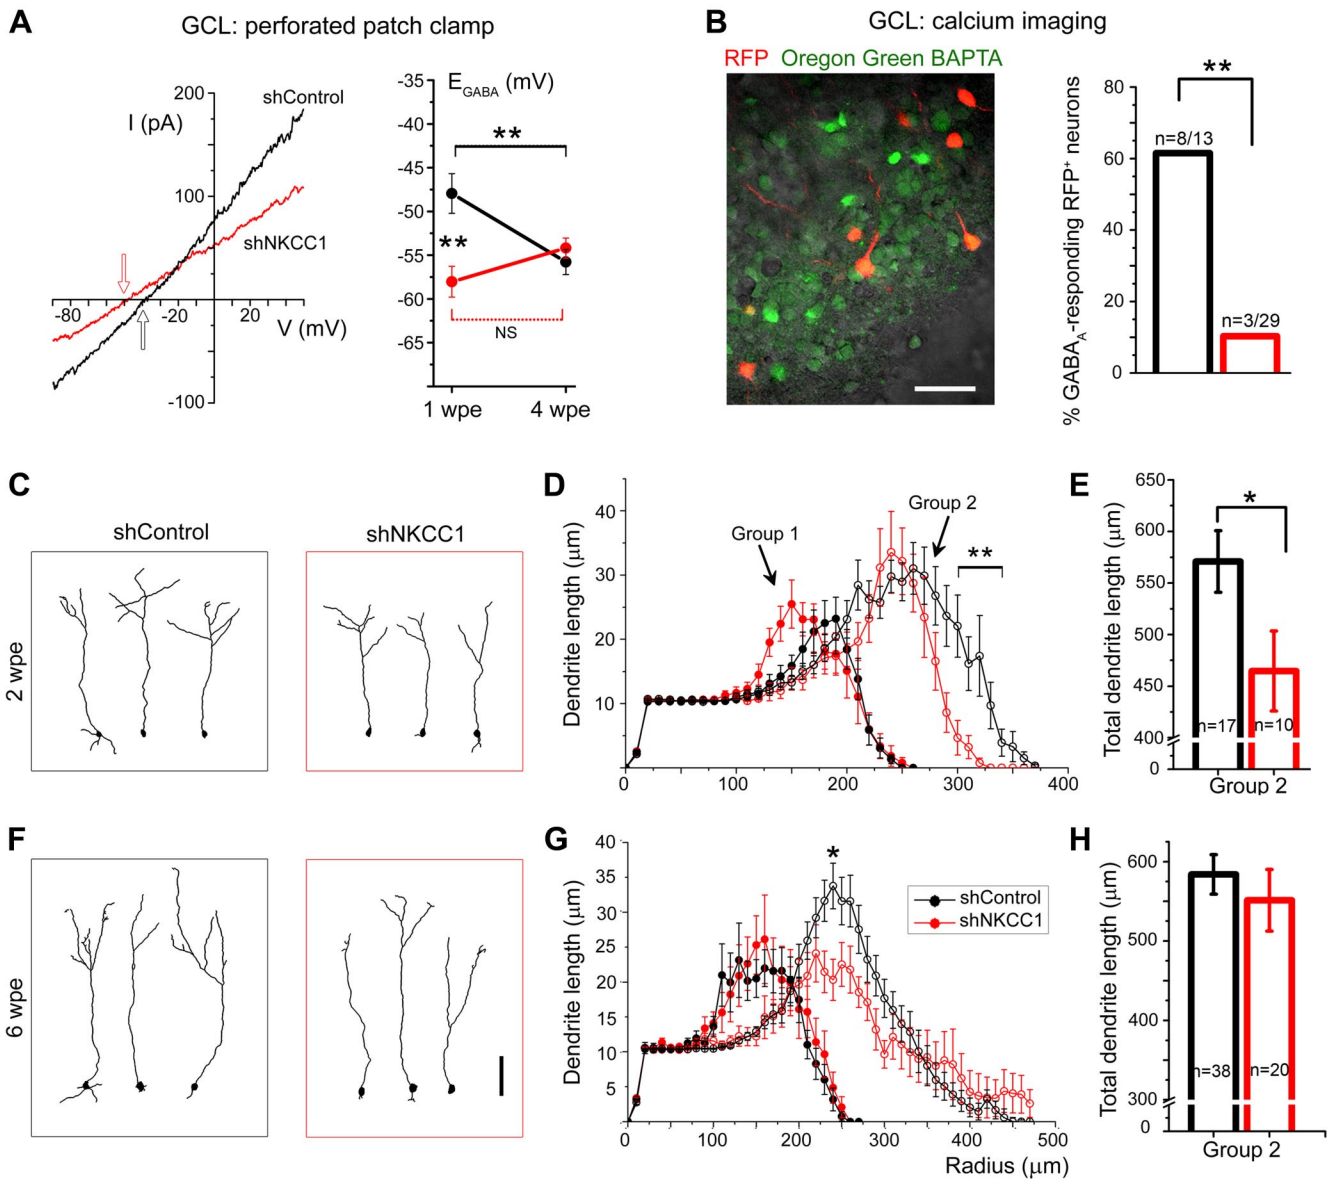 A
GCL: perforated patch clamp
200
I (pA)
100
-100
-80
-20
20
V (mV)
shControl
shNKCC1
E_GABA (mV)
-35
-40
-45
-50
-55
-60
-65
**
**
NS
1 wpe
4 wpe
B
GCL: calcium imaging
RFP Oregon Green BAPTA
% GABA_A-responding RFP+ neurons
80
60
40
20
0
**
n=8/13
n=3/29
C
shControl
shNKCC1
2 wpe
D
Dendrite length (μm)
40
30
20
10
0
100
200
300
400
Group 1
Group 2
**
E
Total dendrite length (μm)
650
600
550
500
450
400
0
*
n=17
n=10
Group 2
F
6 wpe
G
Dendrite length (μm)
40
35
30
25
20
15
10
5
0
100
200
300
400
500
Radius (μm)
*
shControl
shNKCC1
H
Total dendrite length (μm)
600
500
400
300
0
n=38
n=20
Group 2